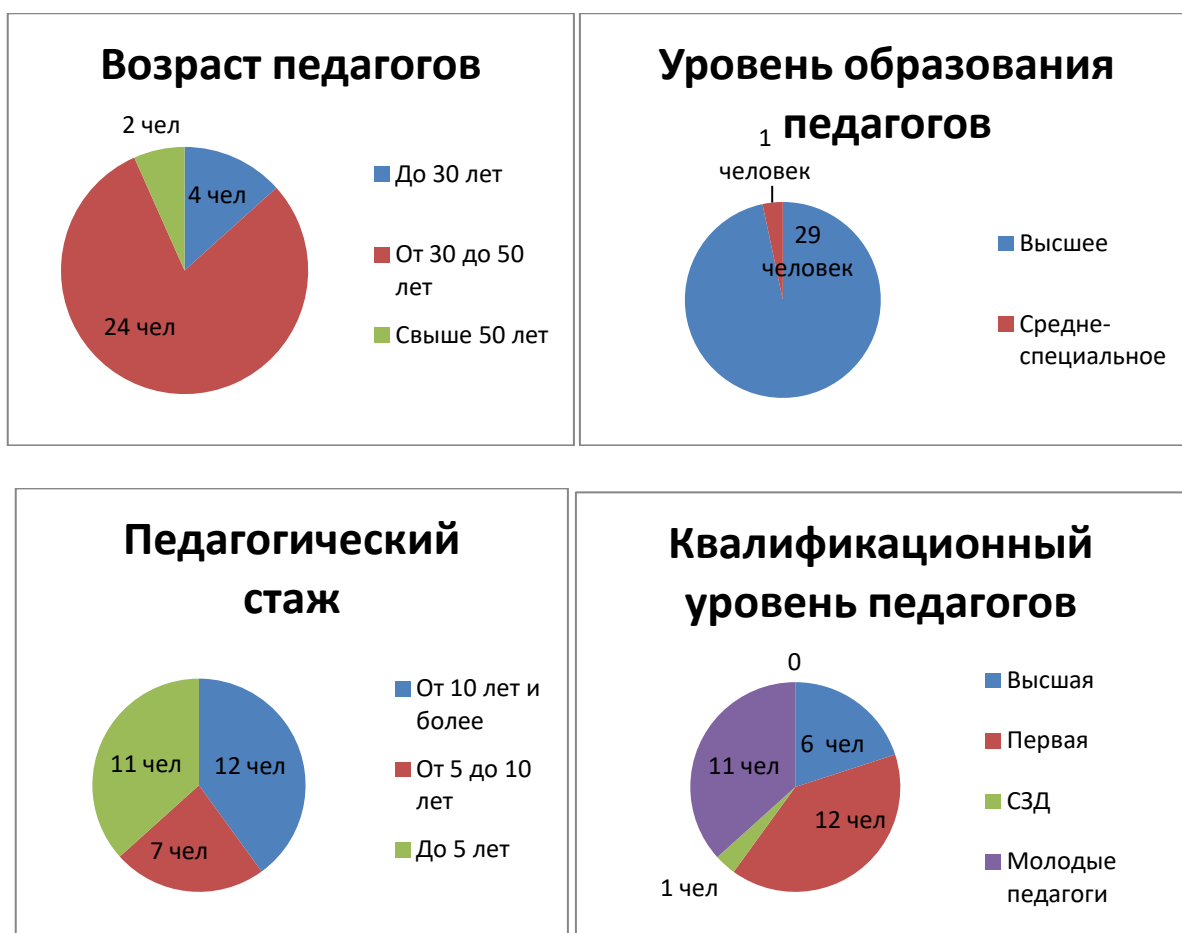 Возраст педагогов
2 чел
4 чел
24 чел
До 30 лет
От 30 до 50
лет
Свыше 50 лет
Уровень образования
педагогов
1
человек
29
человек
Высшее
Средне-
специальное
Педагогический
стаж
11 чел
12 чел
7 чел
От 10 лет и
более
От 5 до 10
лет
До 5 лет
Квалификационный
уровень педагогов
0
6 чел
11 чел
12 чел
1 чел
Высшая
Первая
СЗД
Молодые
педагоги